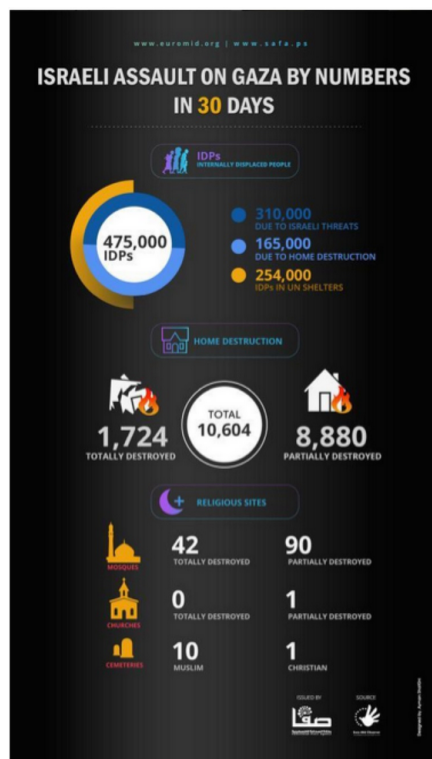 www.euromid.org | www.safa.ps
ISRAELI ASSAULT ON GAZA BY NUMBERS
IN 30 DAYS
IDPs
INTERNALLY DISPLACED PEOPLE
475,000
IDPs
310,000
DUE TO ISRAELI THREATS
165,000
DUE TO HOME DESTRUCTION
254,000
IDPs IN UN SHELTERS
HOME DESTRUCTION
1,724
TOTALLY DESTROYED
TOTAL
10,604
8,880
PARTIALLY DESTROYED
RELIGIOUS SITES
MOSQUES
42
TOTALLY DESTROYED
90
PARTIALLY DESTROYED
CHURCHES
0
TOTALLY DESTROYED
1
PARTIALLY DESTROYED
CEMETERIES
10
MUSLIM
1
CHRISTIAN
ISSUED BY
صفا
SOURCE